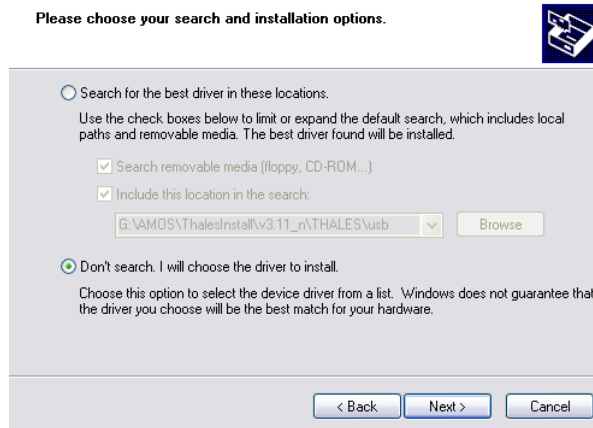 Please choose your search and installation options.
Search for the best driver in these locations.
Use the check boxes below to limit or expand the default search, which includes local
paths and removable media. The best driver found will be installed.
Search removable media (floppy, CD-ROM...)
Include this location in the search:
G:\AMOS\ThalesInstall\v3.11_n\THALES\usb
Browse
Don't search. I will choose the driver to install.
Choose this option to select the device driver from a list. Windows does not guarantee that
the driver you choose will be the best match for your hardware.
< Back Next > Cancel